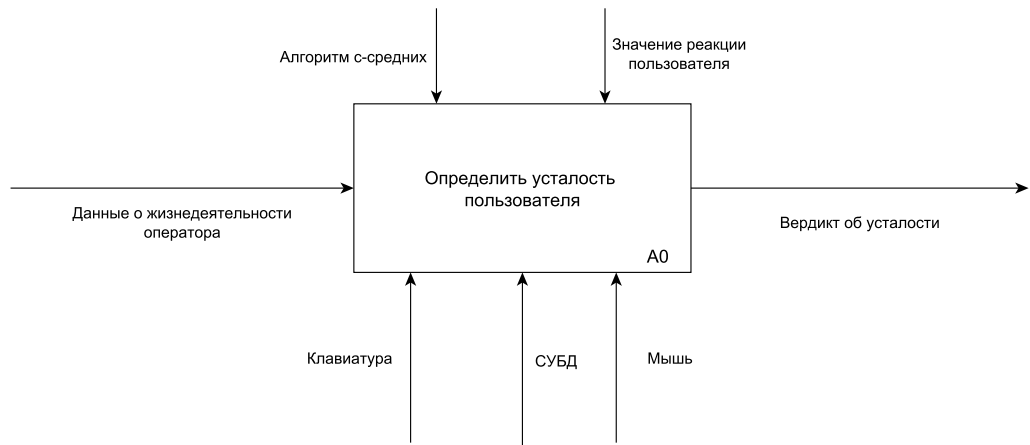 Алгоритм с-средних
Значение реакции
пользователя
Определить усталость
пользователя
Данные о жизнедеятельности
оператора
Вердикт об усталости
A0
Клавиатура
СУБД
Мышь